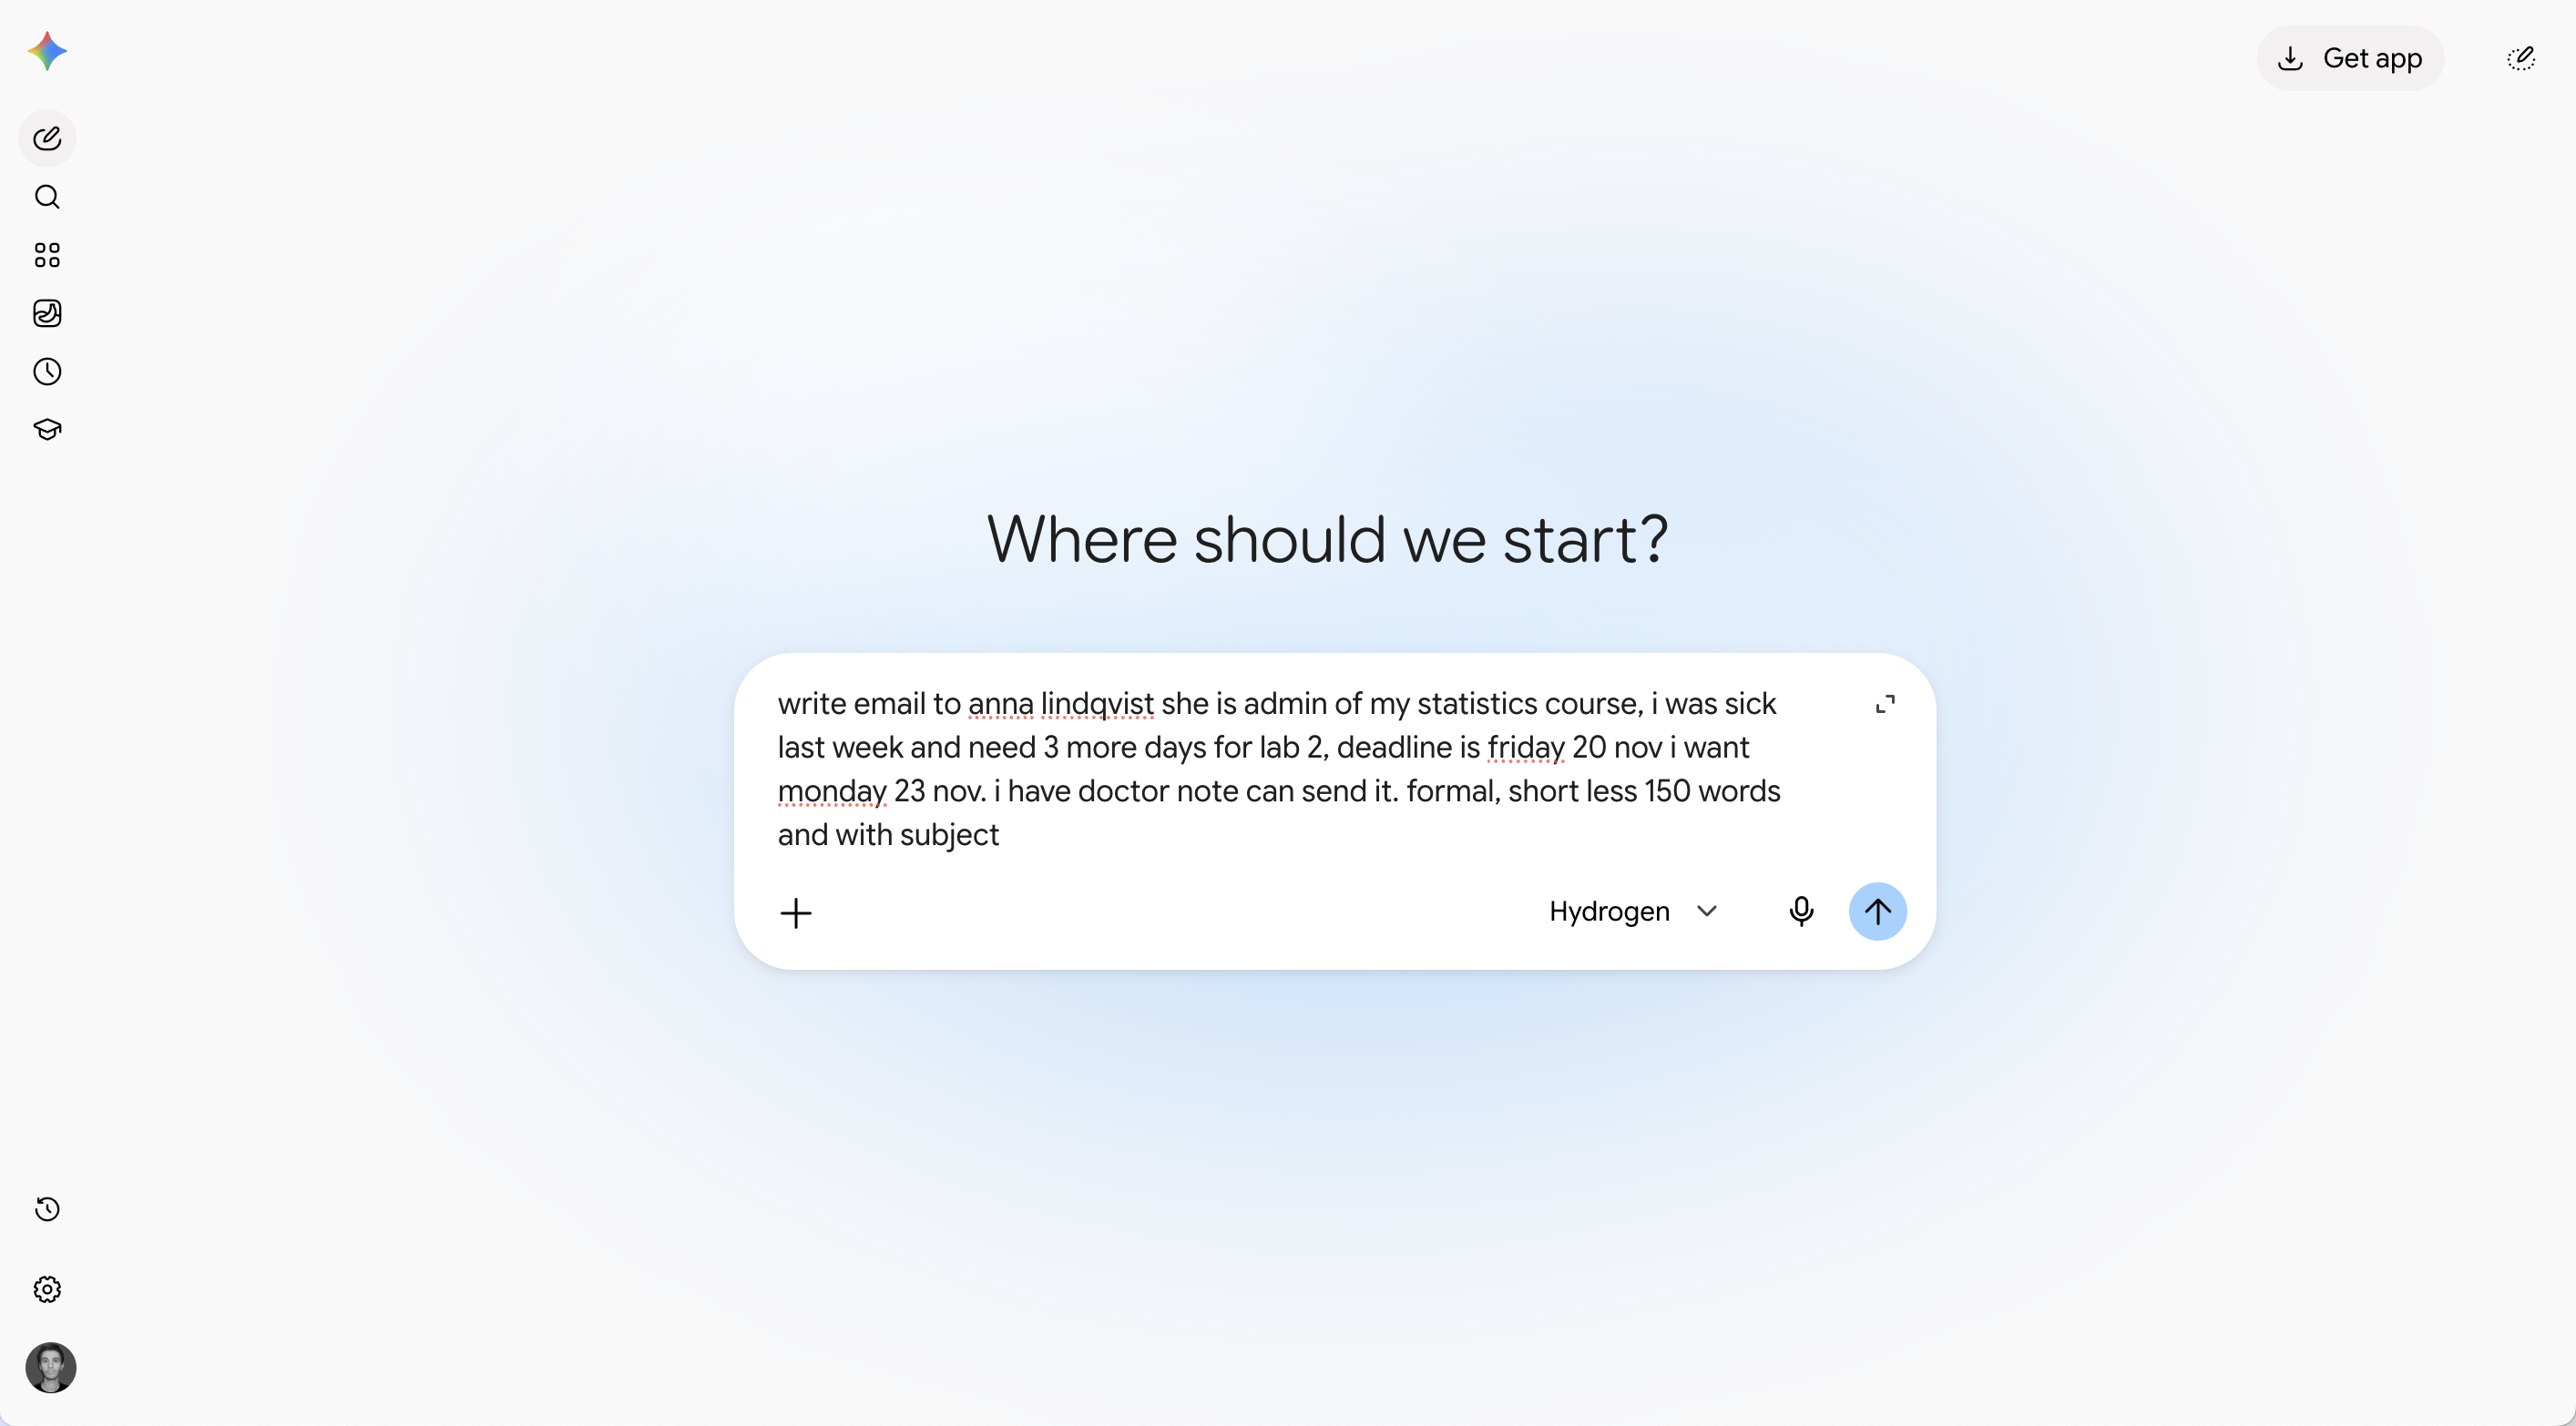 Get app
Where should we start?
write email to anna lindqvist she is admin of my statistics course, i was sick
last week and need 3 more days for lab 2, deadline is friday 20 nov i want
monday 23 nov. i have doctor note can send it. formal, short less 150 words
and with subject
Hydrogen